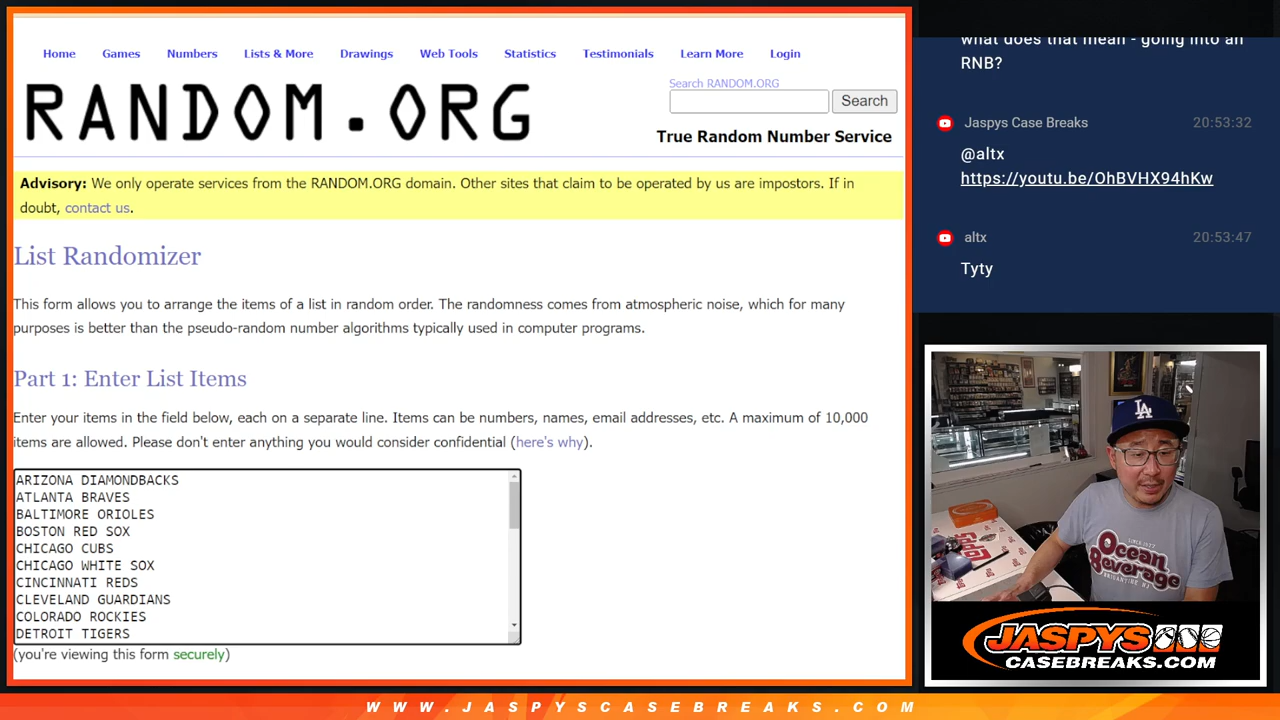 Home Games Numbers Lists & More Drawings Web Tools Statistics Testimonials Learn More Login
RANDOM.ORG
Search RANDOM.ORG
Search
True Random Number Service
Advisory: We only operate services from the RANDOM.ORG domain. Other sites that claim to be operated by us are impostors. If in
doubt, contact us.
List Randomizer
This form allows you to arrange the items of a list in random order. The randomness comes from atmospheric noise, which for many
purposes is better than the pseudo-random number algorithms typically used in computer programs.
Part 1: Enter List Items
Enter your items in the field below, each on a separate line. Items can be numbers, names, email addresses, etc. A maximum of 10,000
items are allowed. Please don't enter anything you would consider confidential (here's why).
ARIZONA DIAMONDBACKS
ATLANTA BRAVES
BALTIMORE ORIOLES
BOSTON RED SOX
CHICAGO CUBS
CHICAGO WHITE SOX
CINCINNATI REDS
CLEVELAND GUARDIANS
COLORADO ROCKIES
DETROIT TIGERS
(you're viewing this form securely)
what does that mean - going into an
RNB?
Jaspys Case Breaks 20:53:32
@altx
https://youtu.be/OhBVHX94hKw
altx 20:53:47
Tyty
LA
Ocean
Beverage
BRIGANTINE NJ
JASPYS
JASPYS
CASEBREAKS.COM
WWW.JASPYSCASEBREAKS.COM